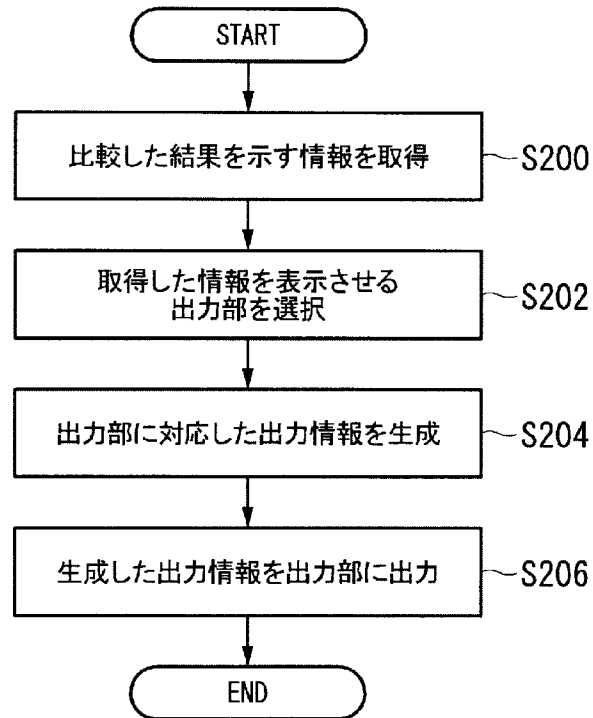 START
比較した結果を示す情報を取得
S200
取得した情報を表示させる
出力部を選択
S202
出力部に対応した出力情報を生成
S204
生成した出力情報を出力部に出力
S206
END